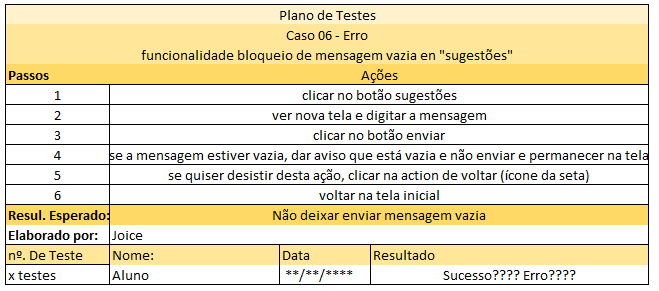 Plano de Testes
Caso 06 - Erro
funcionalidade bloqueio de mensagem vazia en "sugestões"
Passos Ações
1 clicar no botão sugestões
2 ver nova tela e digitar a mensagem
3 clicar no botão enviar
4 se a mensagem estiver vazia, dar aviso que está vazia e não enviar e permanecer na tela
5 se quiser desistir desta ação, clicar na action de voltar (ícone da seta)
6 voltar na tela inicial
Resul. Esperado: Não deixar enviar mensagem vazia
Elaborado por: Joice
nº. De Teste Nome: Data Resultado
x testes Aluno **/**/**** Sucesso???? Erro????